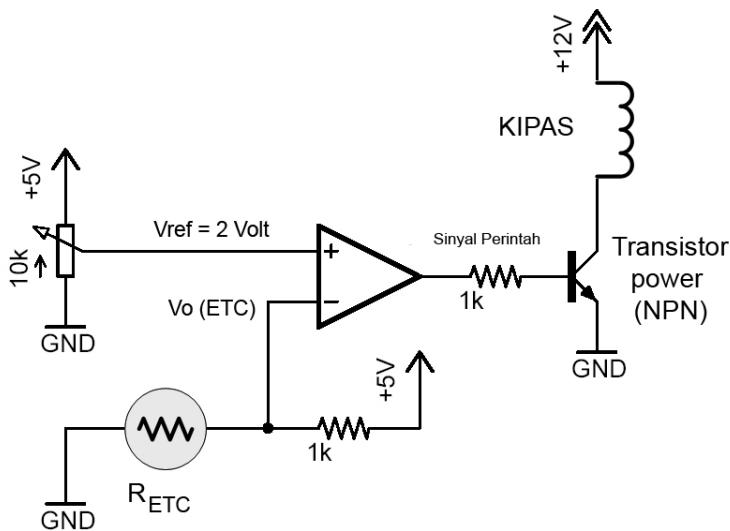 +12V
KIPAS
+5V
10k
Vref = 2 Volt
+
Sinyal Perintah
1k
Transistor
power
(NPN)
Vo (ETC)
−
GND
GND
+5V
1k
RETC
GND